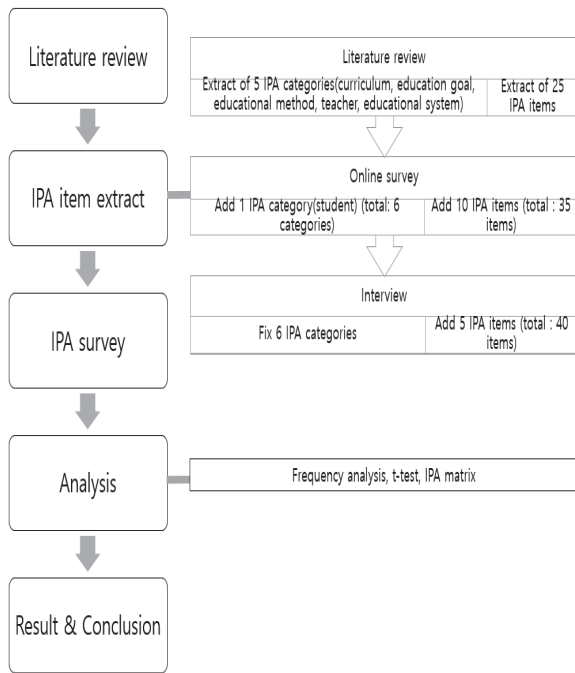 Literature review
Literature review
Extract of 5 IPA categories(curriculum, education goal,
educational method, teacher, educational system)
Extract of 25
IPA items
IPA item extract
Online survey
Add 1 IPA category(student) (total: 6
categories)
Add 10 IPA items (total : 35
items)
Interview
Fix 6 IPA categories
Add 5 IPA items (total : 40
items)
IPA survey
Analysis
Frequency analysis, t-test, IPA matrix
Result & Conclusion